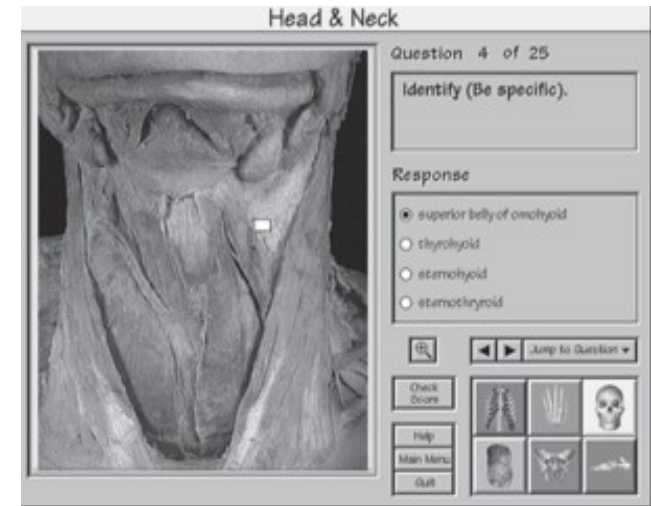 Head & Neck
Question 4 of 25
Identify (Be specific).
Response
superior belly of omohyoid
thyrohyoid
sternohyoid
sternothryroid
Jump to Question
Check
Score
Help
Main Menu
Quit